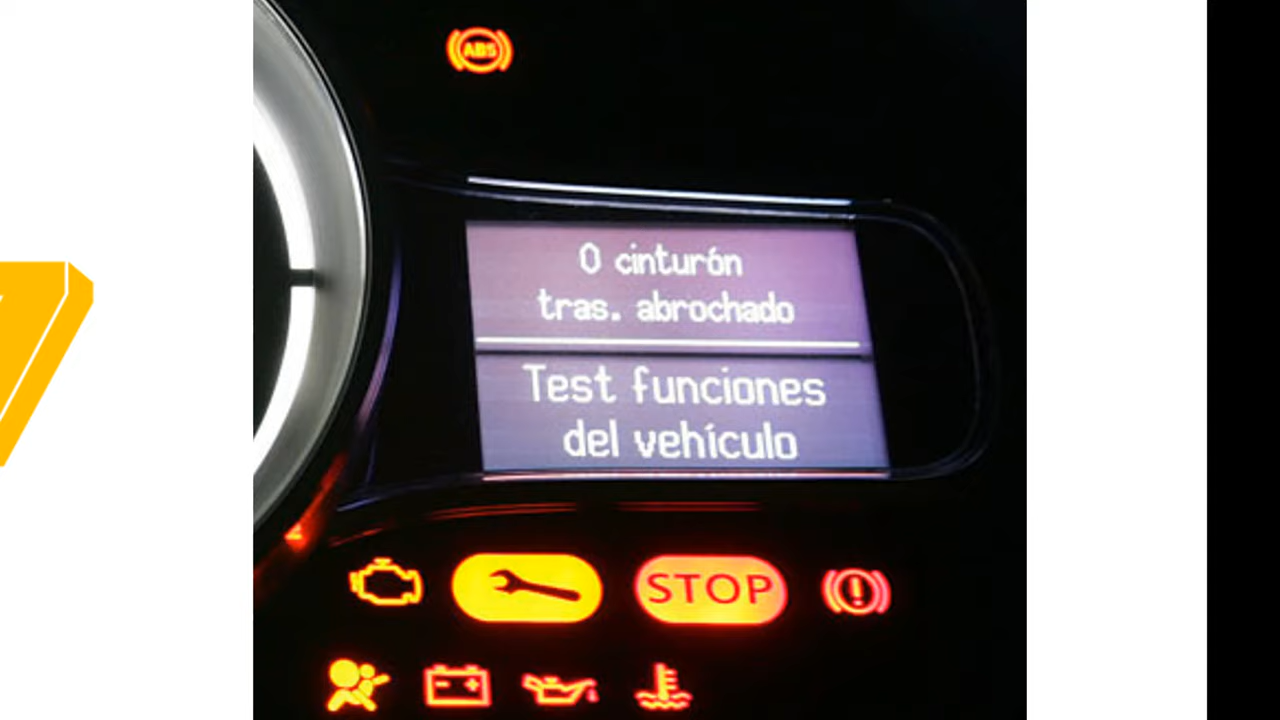 ABS
0 cinturón
tras. abrochado
Test funciones
del vehículo
STOP